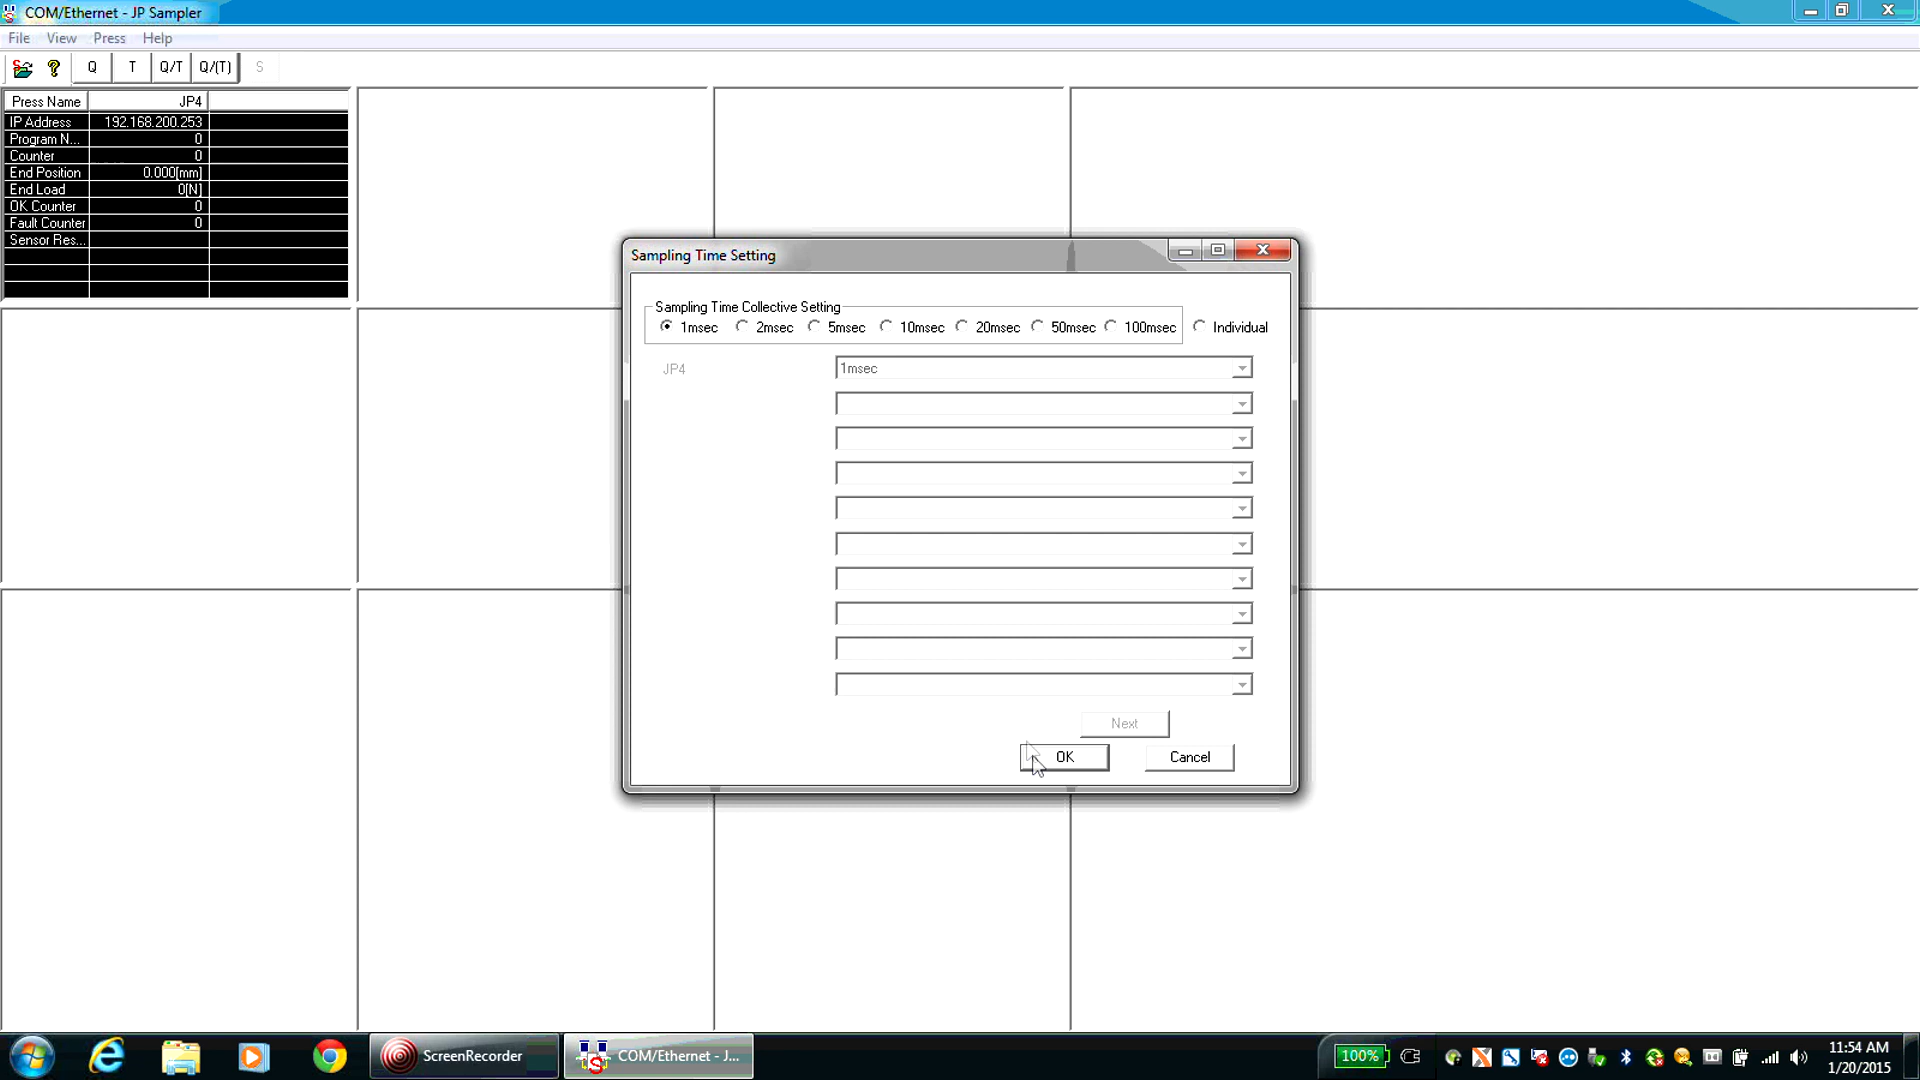 COM/Ethernet - JP Sampler
File View Press Help
Q T Q/T Q/(T) S
Press Name JP4
IP Address 192.168.200.253
Program N... 0
Counter 0
End Position 0.000[mm]
End Load 0[N]
OK Counter 0
Fault Counter 0
Sensor Res...
Sampling Time Setting
Sampling Time Collective Setting
1msec 2msec 5msec 10msec 20msec 50msec 100msec Individual
JP4 1msec
Next
OK Cancel
ScreenRecorder
COM/Ethernet - J...
100%
11:54 AM
1/20/2015